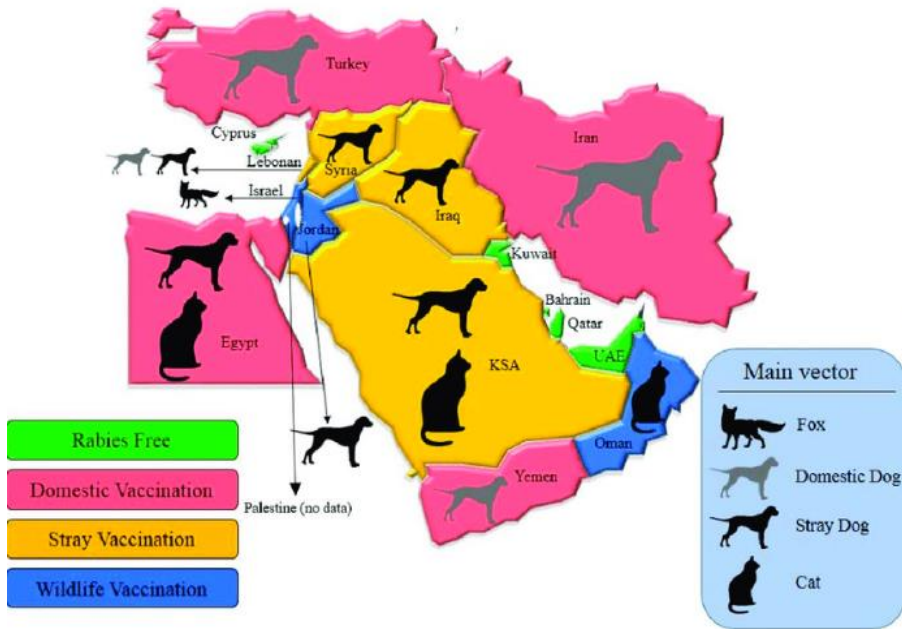 Turkey
Cyprus
Lebonan
Syria
Iran
Israel
Iraq
Jordan
Kuwait
Bahrain
Qatar
Egypt
KSA
UAE
Oman
Yemen
Palestine (no data)
Rabies Free
Domestic Vaccination
Stray Vaccination
Wildlife Vaccination
Main vector
Fox
Domestic Dog
Stray Dog
Cat